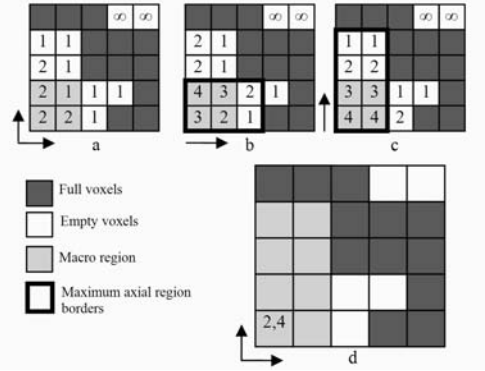 ∞ ∞ ∞ ∞ ∞ ∞
1 1 2 1 1 1
2 1 2 1 2 2
2 1 1 1 4 3 2 1 3 3 1 1
2 2 1 3 2 1 4 4 2
a b c
Full voxels
Empty voxels
Macro region
Maximum axial region
borders
2,4
d